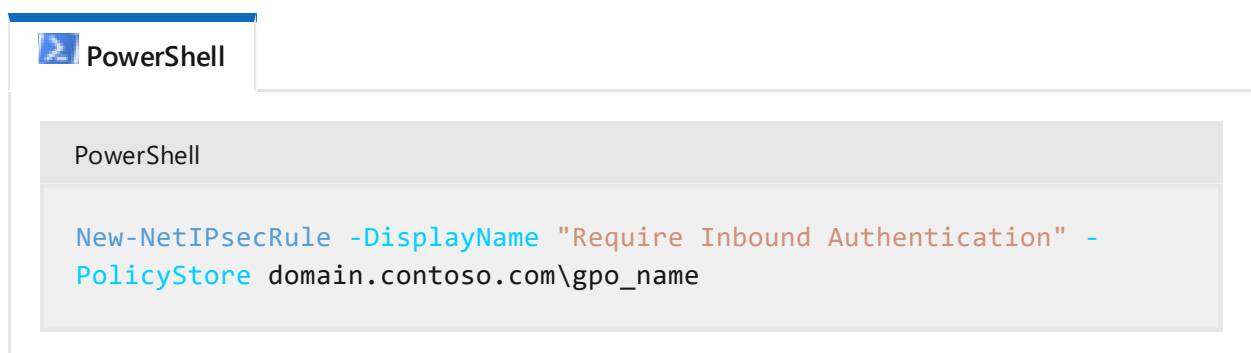 PowerShell
PowerShell
New-NetIPsecRule -DisplayName "Require Inbound Authentication" -
PolicyStore domain.contoso.com\gpo_name